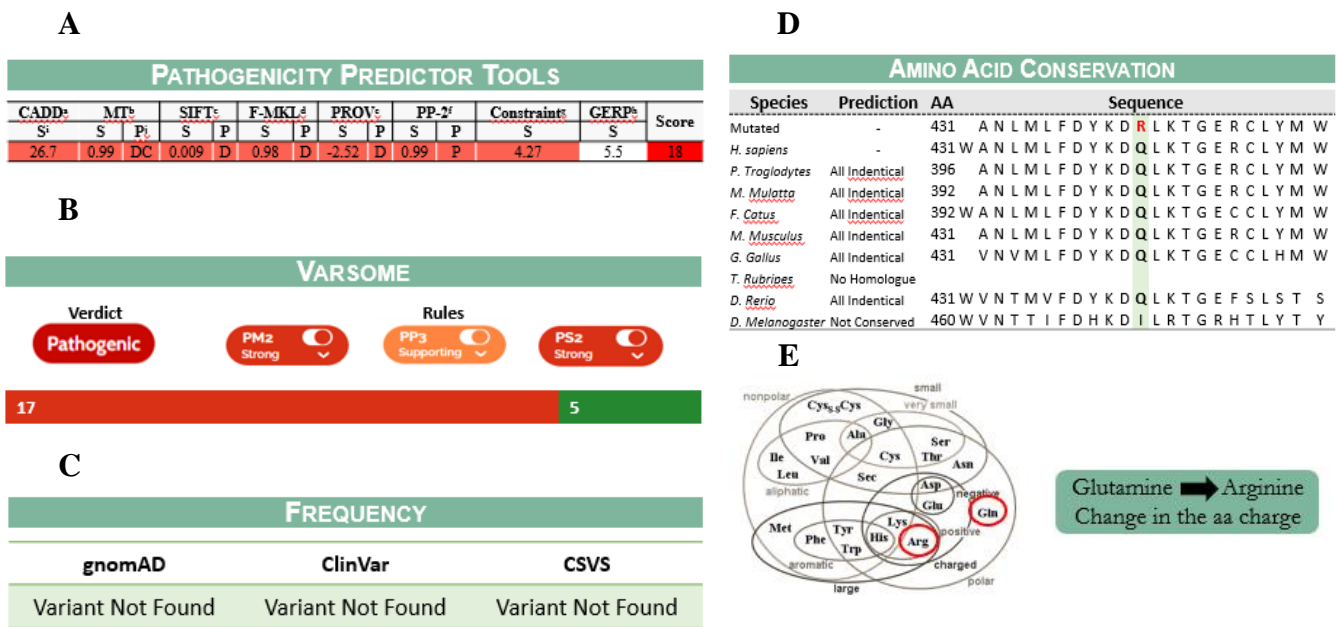 A
PATHOGENICITY PREDICTOR TOOLS
CADDa MTb SIFTc F-MKLd PROVe PP-2f Constraintg GERPh Score
Si S Pj S P S P S P S P S S
26.7 0.99 DC 0.009 D 0.98 D -2.52 D 0.99 P 4.27 5.5 18
B
VARSOME
Verdict Rules
Pathogenic PM2 Strong PP3 Supporting PS2 Strong
17 5
C
FREQUENCY
gnomAD ClinVar CSVS
Variant Not Found Variant Not Found Variant Not Found
D
AMINO ACID CONSERVATION
Species Prediction AA Sequence
Mutated - 431 A N L M L F D Y K D R L K T G E R C L Y M W
H. sapiens - 431 W A N L M L F D Y K D Q L K T G E R C L Y M W
P. Troglodytes All Indentical 396 A N L M L F D Y K D Q L K T G E R C L Y M W
M. Mulatta All Indentical 392 A N L M L F D Y K D Q L K T G E R C L Y M W
F. Catus All Indentical 392 W A N L M L F D Y K D Q L K T G E C C L Y M W
M. Musculus All Indentical 431 A N L M L F D Y K D Q L K T G E R C L Y M W
G. Gallus All Indentical 431 V N V M L F D Y K D Q L K T G E C C L H M W
T. Rubripes No Homologue
D. Rerio All Indentical 431 W V N T M V F D Y K D Q L K T G E F S L S T S
D. Melanogaster Not Conserved 460 W V N T T I F D H K D I L R T G R H T L Y T Y
E
small
nonpolar
very small
CysS-SCys
Gly
Pro Ala
Ser
Ile Val Cys Thr Asn
Leu Sec
aliphatic
Asp
negative
Glu Gln
Met Tyr Lys
positive
Phe His Arg
Trp
aromatic charged
polar
large
Glutamine Arginine
Change in the aa charge